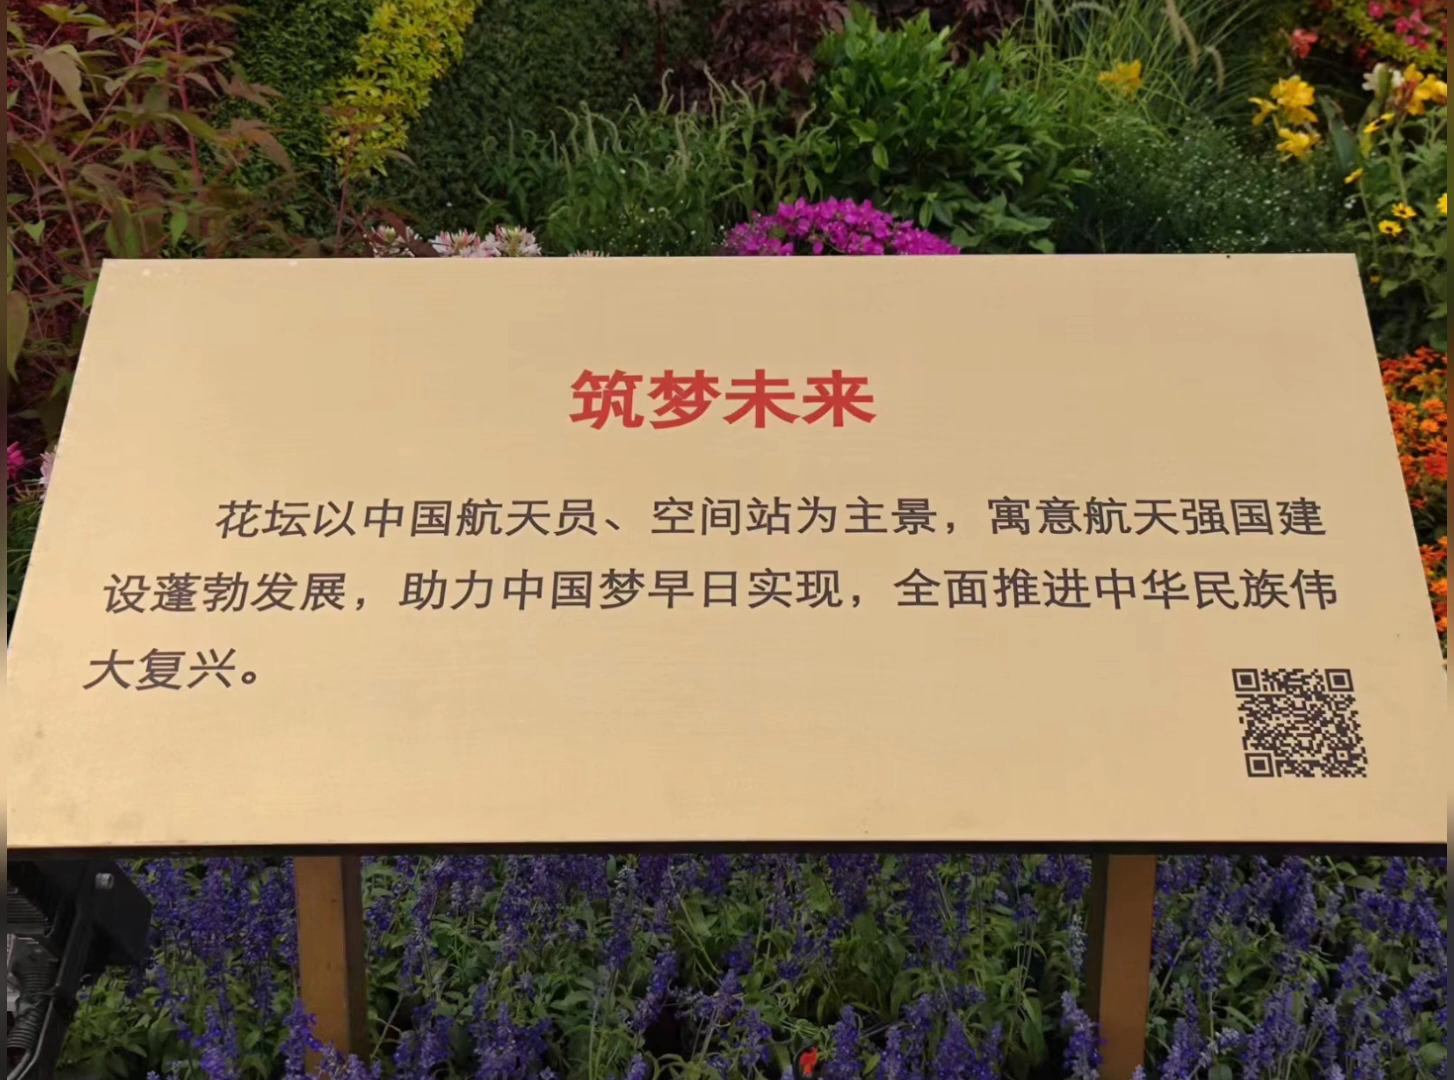 筑梦未来
花坛以中国航天员、空间站为主景，寓意航天强国建
设蓬勃发展，助力中国梦早日实现，全面推进中华民族伟
大复兴。